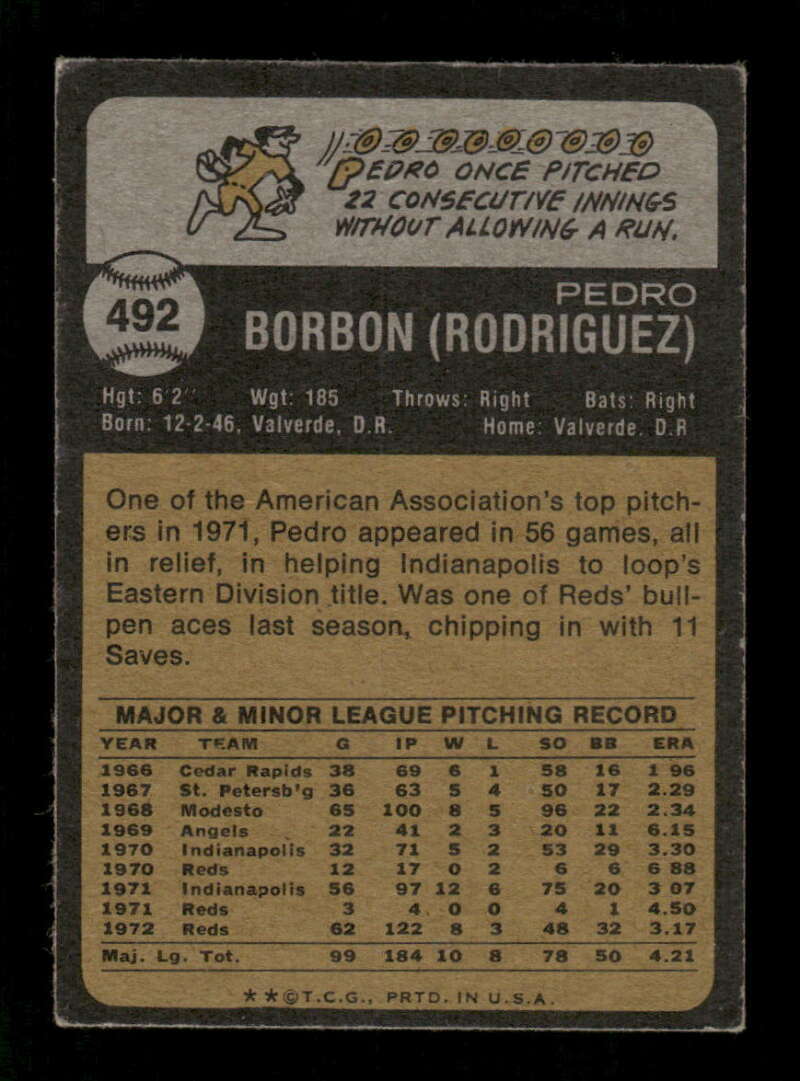 PEDRO ONCE PITCHED
22 CONSECUTIVE INNINGS
WITHOUT ALLOWING A RUN.
492
PEDRO
BORBON (RODRIGUEZ)
Hgt: 6'2" Wgt: 185 Throws: Right Bats: Right
Born: 12-2-46, Valverde, D.R. Home: Valverde. D.R
One of the American Association's top pitch-
ers in 1971, Pedro appeared in 56 games, all
in relief, in helping Indianapolis to loop's
Eastern Division title. Was one of Reds' bull-
pen aces last season, chipping in with 11
Saves.
MAJOR & MINOR LEAGUE PITCHING RECORD
YEAR TEAM G IP W L SO BB ERA
1966 Cedar Rapids 38 69 6 1 58 16 1 96
1967 St. Petersb'g 36 63 5 4 50 17 2.29
1968 Modesto 65 100 8 5 96 22 2.34
1969 Angels 22 41 2 3 20 11 6.15
1970 Indianapolis 32 71 5 2 53 29 3.30
1970 Reds 12 17 0 2 6 6 6 88
1971 Indianapolis 56 97 12 6 75 20 3 07
1971 Reds 3 4 0 0 4 1 4.50
1972 Reds 62 122 8 3 48 32 3.17
Maj. Lg. Tot. 99 184 10 8 78 50 4.21
**©T.C.G., PRTD. IN U.S.A.